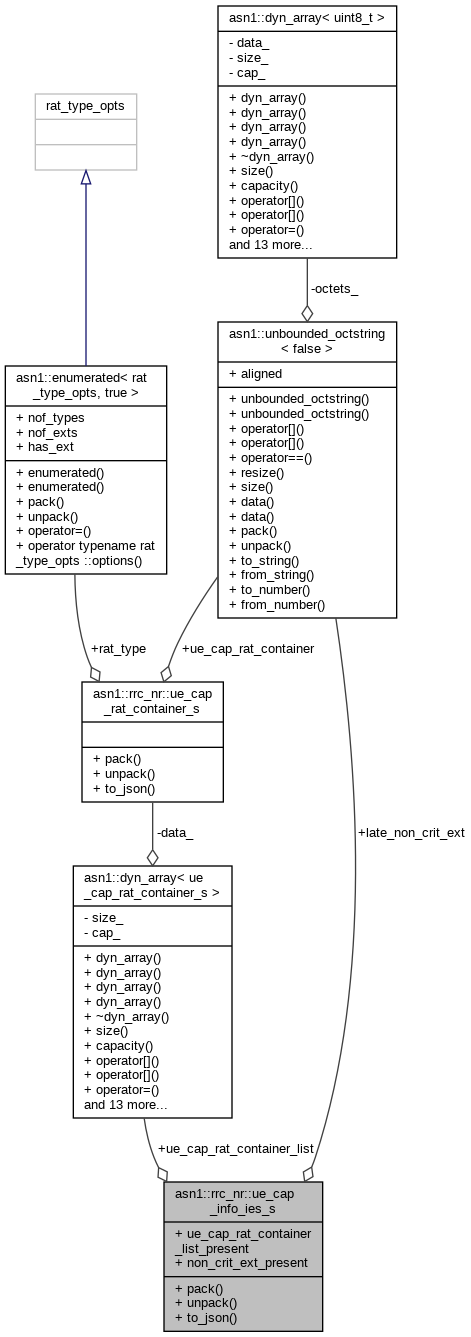 asn1::dyn_array< uint8_t >
- data_
- size_
- cap_
+ dyn_array()
+ dyn_array()
+ dyn_array()
+ dyn_array()
+ ~dyn_array()
+ size()
+ capacity()
+ operator[]()
+ operator[]()
+ operator=()
and 13 more...
rat_type_opts
-octets_
asn1::unbounded_octstring
< false >
+ aligned
+ unbounded_octstring()
+ unbounded_octstring()
+ operator[]()
+ operator[]()
+ operator==()
+ resize()
+ size()
+ data()
+ data()
+ pack()
+ unpack()
+ to_string()
+ from_string()
+ to_number()
+ from_number()
asn1::enumerated< rat
_type_opts, true >
+ nof_types
+ nof_exts
+ has_ext
+ enumerated()
+ enumerated()
+ pack()
+ unpack()
+ operator=()
+ operator typename rat
_type_opts ::options()
+rat_type
+ue_cap_rat_container
asn1::rrc_nr::ue_cap
_rat_container_s
+ pack()
+ unpack()
+ to_json()
-data_
+late_non_crit_ext
asn1::dyn_array< ue
_cap_rat_container_s >
- size_
- cap_
+ dyn_array()
+ dyn_array()
+ dyn_array()
+ dyn_array()
+ ~dyn_array()
+ size()
+ capacity()
+ operator[]()
+ operator[]()
+ operator=()
and 13 more...
+ue_cap_rat_container_list
asn1::rrc_nr::ue_cap
_info_ies_s
+ ue_cap_rat_container
_list_present
+ non_crit_ext_present
+ pack()
+ unpack()
+ to_json()